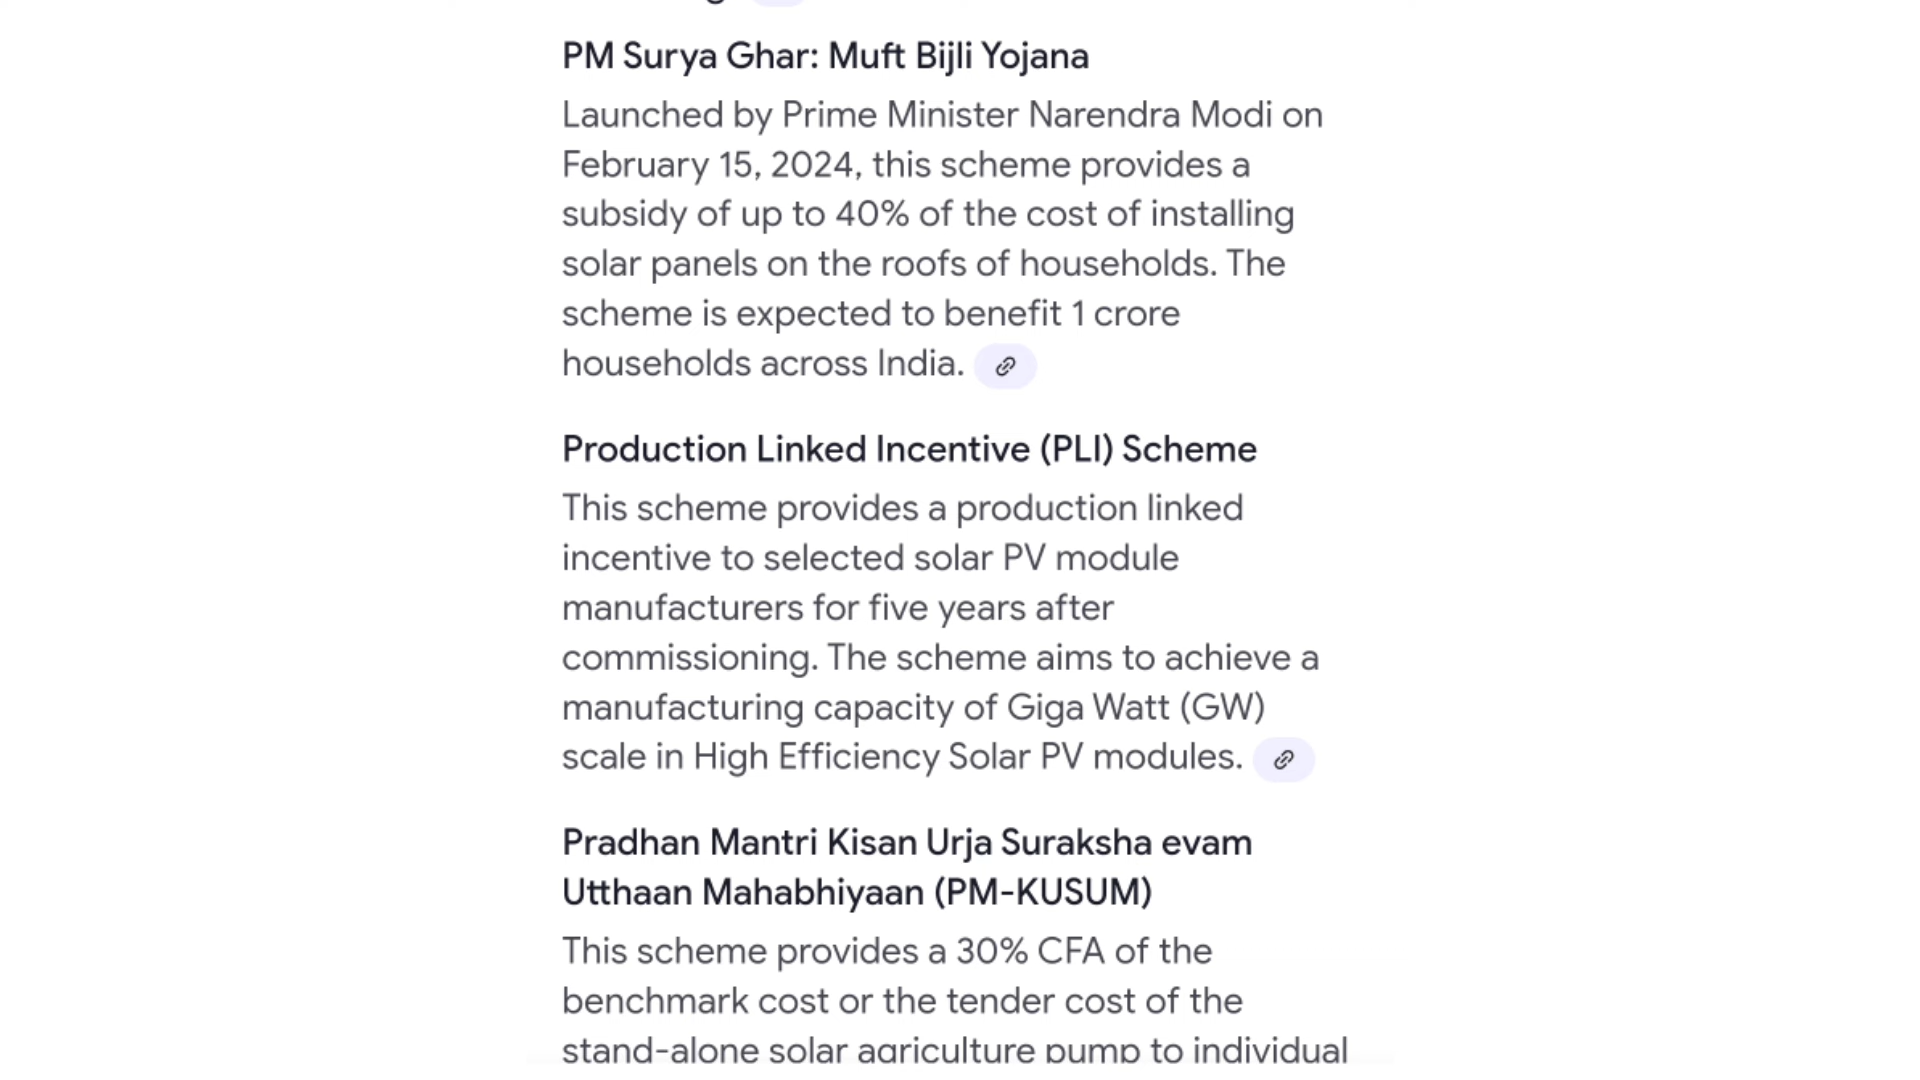 PM Surya Ghar: Muft Bijli Yojana
Launched by Prime Minister Narendra Modi on
February 15, 2024, this scheme provides a
subsidy of up to 40% of the cost of installing
solar panels on the roofs of households. The
scheme is expected to benefit 1 crore
households across India.
Production Linked Incentive (PLI) Scheme
This scheme provides a production linked
incentive to selected solar PV module
manufacturers for five years after
commissioning. The scheme aims to achieve a
manufacturing capacity of Giga Watt (GW)
scale in High Efficiency Solar PV modules.
Pradhan Mantri Kisan Urja Suraksha evam
Utthaan Mahabhiyaan (PM-KUSUM)
This scheme provides a 30% CFA of the
benchmark cost or the tender cost of the
stand-alone solar agriculture pump to individual